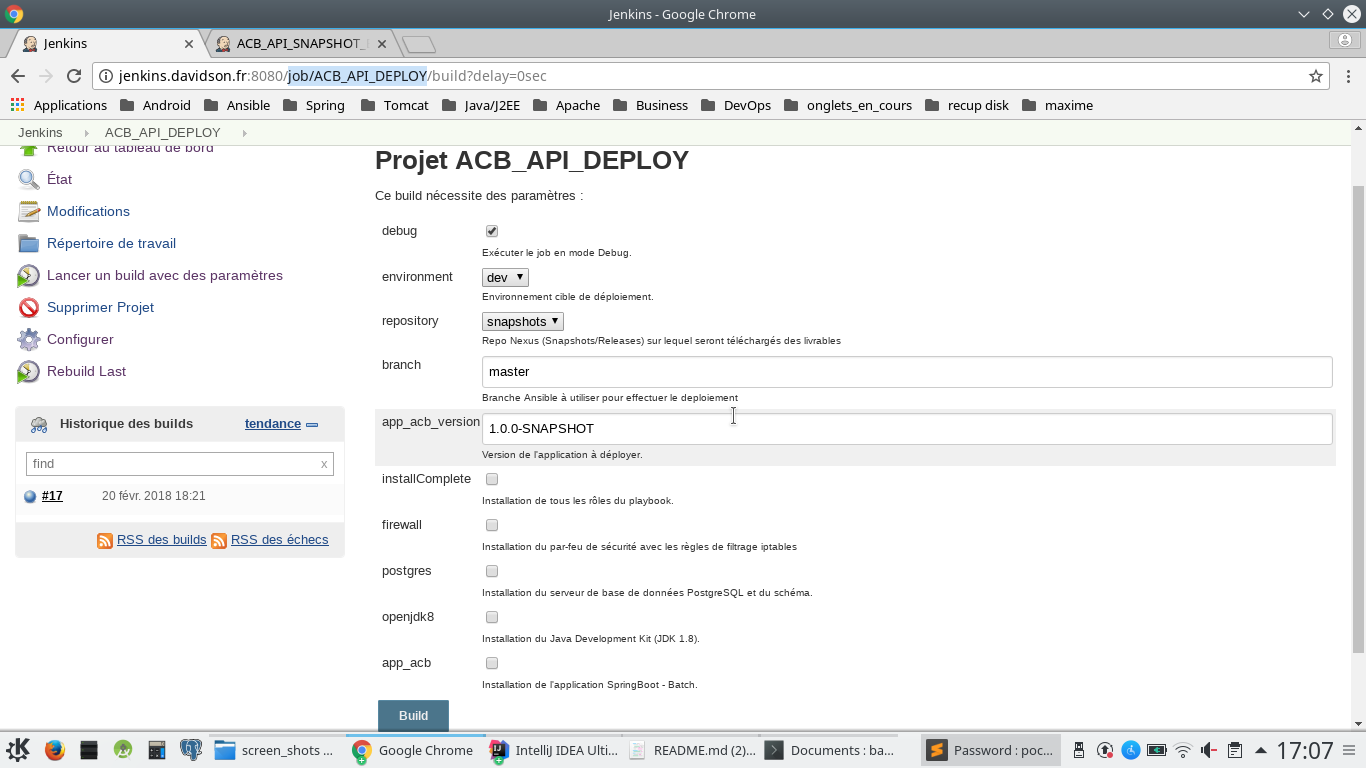 Jenkins - Google Chrome
Jenkins
ACB_API_SNAPSHOT_
jenkins.davidson.fr:8080/job/ACB_API_DEPLOY/build?delay=0sec
Applications Android Ansible Spring Tomcat Java/J2EE Apache Business DevOps onglets_en_cours recup disk maxime
Jenkins ACB_API_DEPLOY
Retour au tableau de bord
État
Modifications
Répertoire de travail
Lancer un build avec des paramètres
Supprimer Projet
Configurer
Rebuild Last
Historique des builds tendance
find x
#17 20 févr. 2018 18:21
RSS des builds RSS des échecs
Projet ACB_API_DEPLOY
Ce build nécessite des paramètres :
debug
Exécuter le job en mode Debug.
environment dev
Environnement cible de déploiement.
repository snapshots
Repo Nexus (Snapshots/Releases) sur lequel seront téléchargés des livrables
branch master
Branche Ansible à utiliser pour effectuer le deploiement
app_acb_version 1.0.0-SNAPSHOT
Version de l'application à déployer.
installComplete
Installation de tous les rôles du playbook.
firewall
Installation du par-feu de sécurité avec les règles de filtrage iptables
postgres
Installation du serveur de base de données PostgreSQL et du schéma.
openjdk8
Installation du Java Development Kit (JDK 1.8).
app_acb
Installation de l'application SpringBoot - Batch.
Build
screen_shots ... Google Chrome Intellij IDEA Ulti... README.md (2)... Documents : ba... Password : poc... 17:07